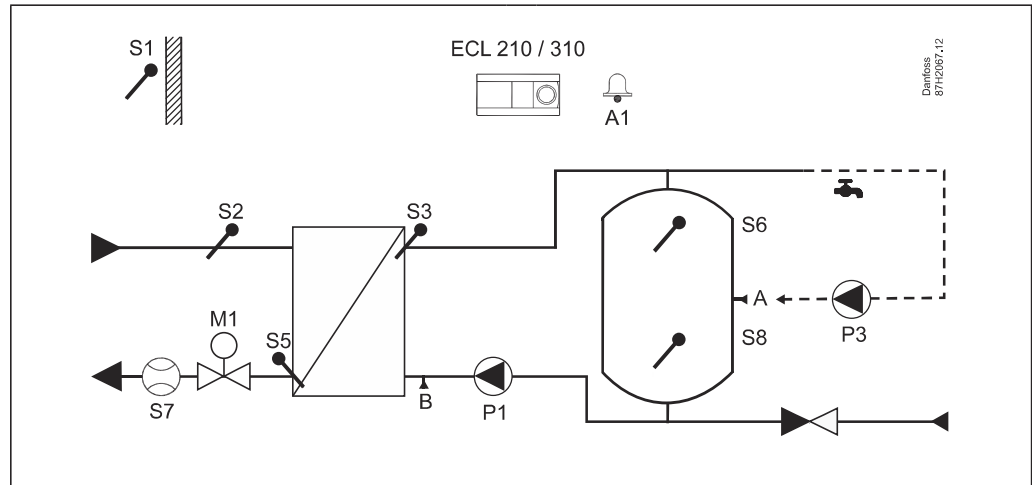 S1
ECL 210 / 310
A1
Danfoss
87H2067.12
S2
S3
S6
A
P3
M1
S5
S8
S7
B
P1